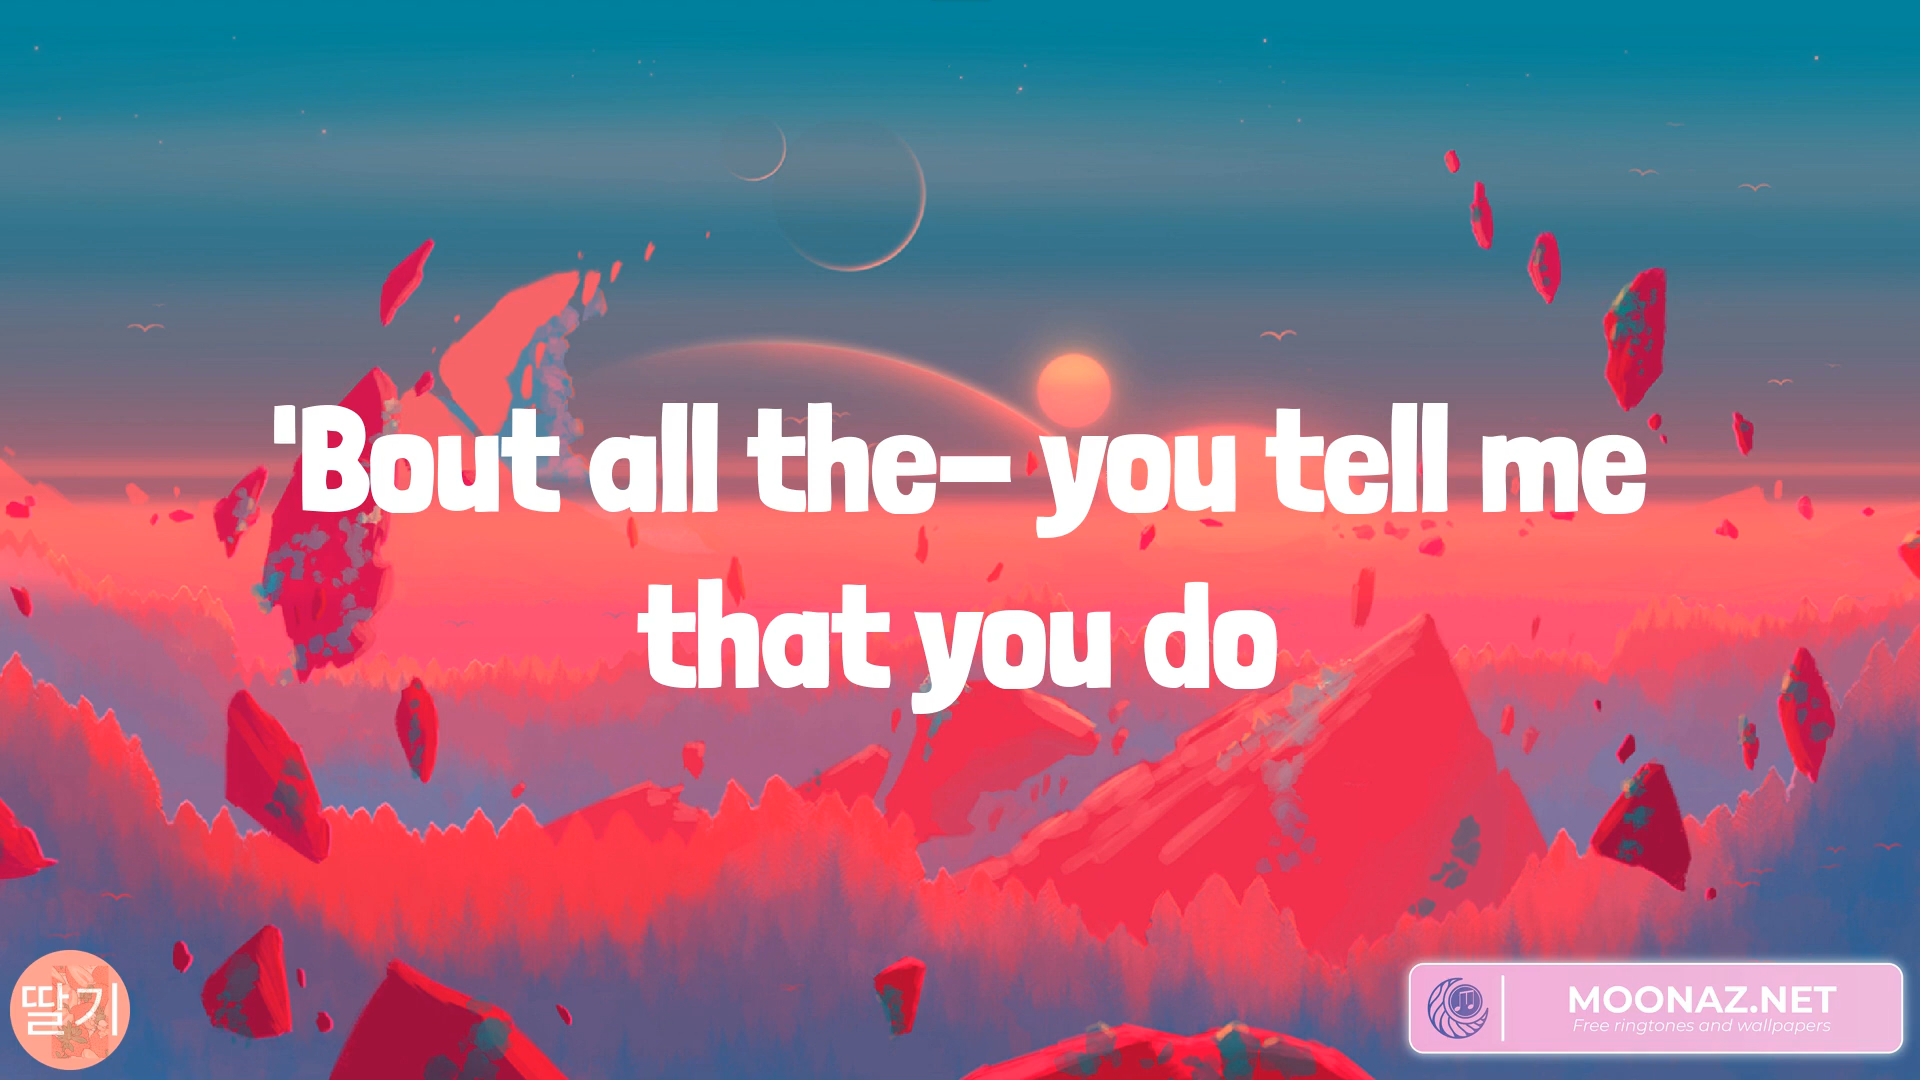 'Bout all the– you tell me
that you do
딸기
MOONAZ.NET
Free ringtones and wallpapers